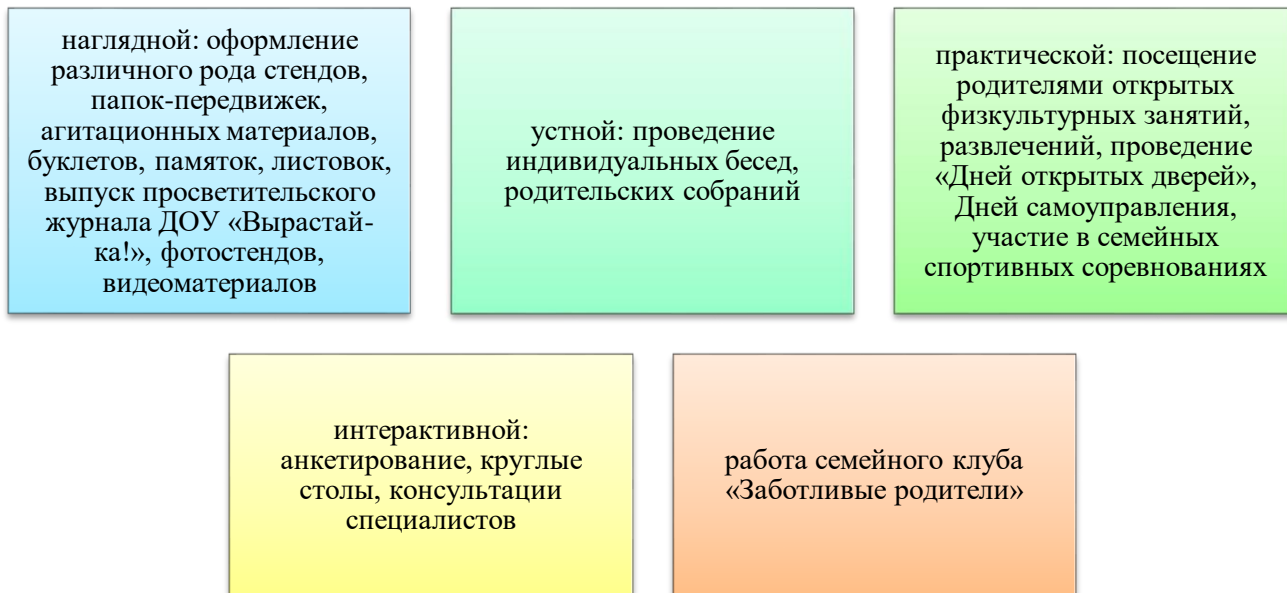 наглядной: оформление
различного рода стендов,
папок-передвижек,
агитационных материалов,
буклетов, памяток, листовок,
выпуск просветительского
журнала ДОУ «Вырастай-
ка!», фотостендов,
видеоматериалов
устной: проведение
индивидуальных бесед,
родительских собраний
практической: посещение
родителями открытых
физкультурных занятий,
развлечений, проведение
«Дней открытых дверей»,
Дней самоуправления,
участие в семейных
спортивных соревнованиях
интерактивной:
анкетирование, круглые
столы, консультации
специалистов
работа семейного клуба
«Заботливые родители»